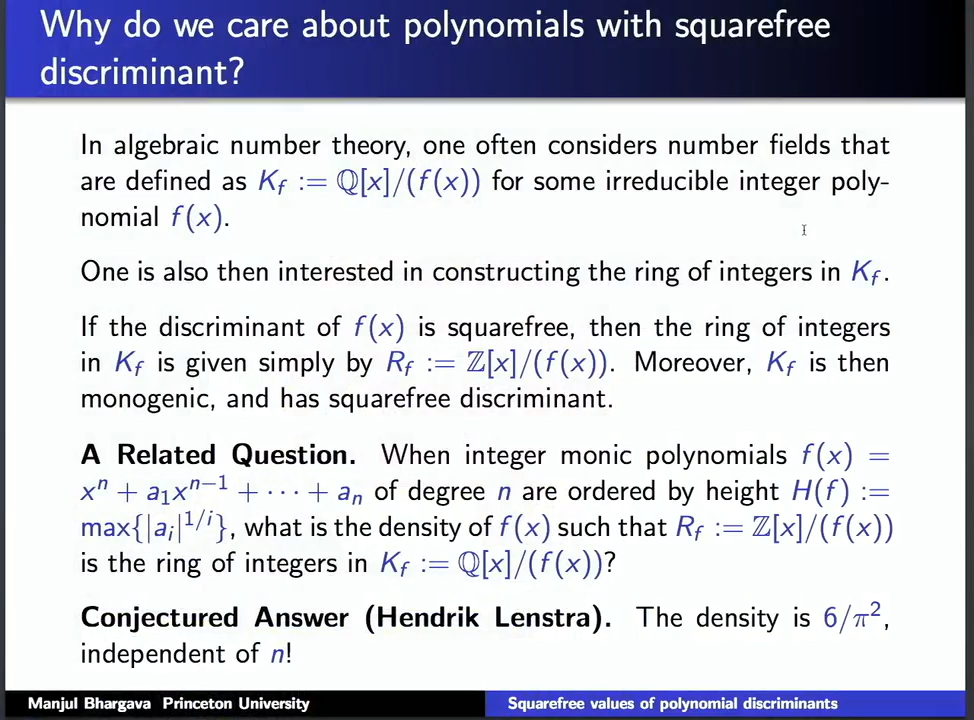 Why do we care about polynomials with squarefree
discriminant?
In algebraic number theory, one often considers number fields that
are defined as K_f := ℚ[x]/(f(x)) for some irreducible integer poly-
nomial f(x).
One is also then interested in constructing the ring of integers in K_f.
If the discriminant of f(x) is squarefree, then the ring of integers
in K_f is given simply by R_f := ℤ[x]/(f(x)). Moreover, K_f is then
monogenic, and has squarefree discriminant.
A Related Question. When integer monic polynomials f(x) =
x^n + a_1x^{n−1} + ⋯ + a_n of degree n are ordered by height H(f) :=
max{|a_i|^{1/i}}, what is the density of f(x) such that R_f := ℤ[x]/(f(x))
is the ring of integers in K_f := ℚ[x]/(f(x))?
Conjectured Answer (Hendrik Lenstra). The density is 6/π²,
independent of n!
Manjul Bhargava Princeton University
Squarefree values of polynomial discriminants